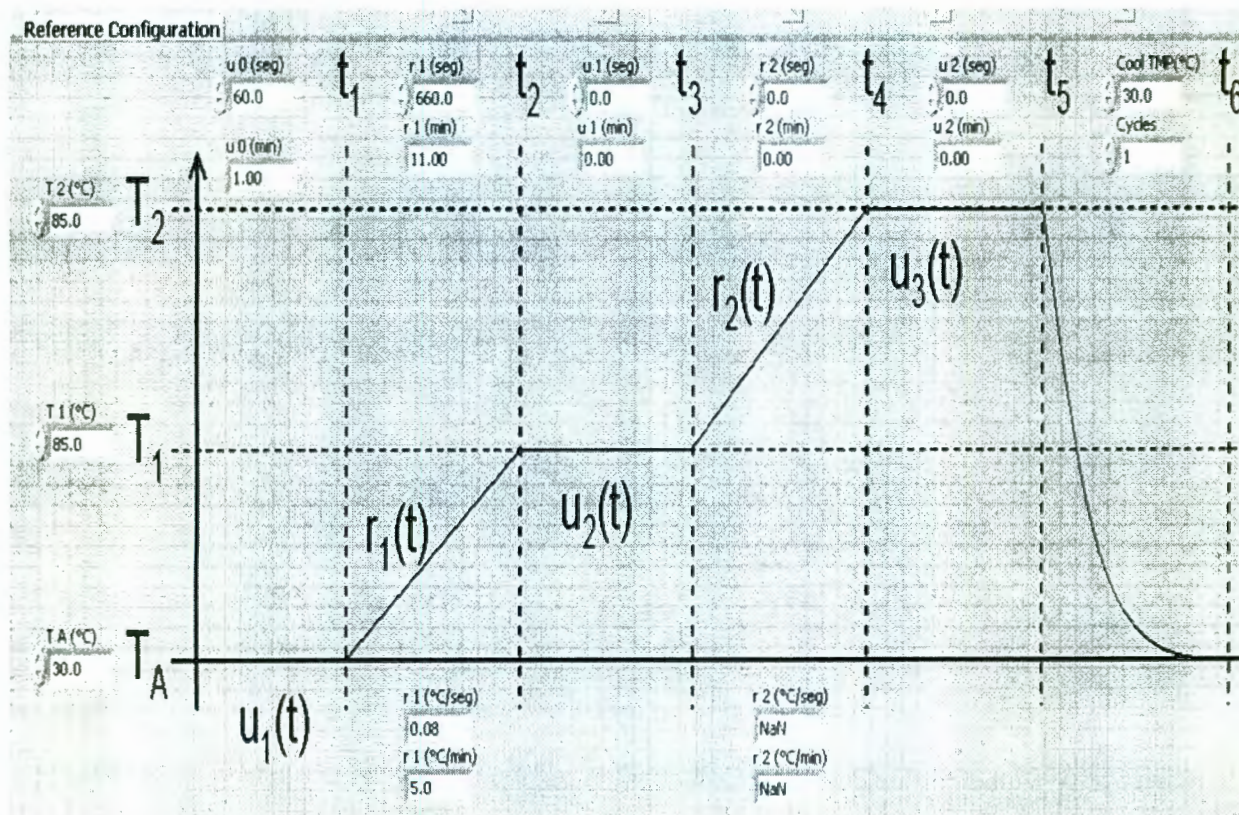 Reference Configuration
u 0 (seg)
60.0
u 0 (min)
1.00
t1
r 1 (seg)
660.0
r 1 (min)
11.00
t2
u 1 (seg)
0.0
u 1 (min)
0.00
t3
r 2 (seg)
0.0
r 2 (min)
0.00
t4
u 2 (seg)
0.0
u 2 (min)
0.00
t5
Cool TMP(°C)
30.0
Cycles
1
t6
T 2 (°C)
85.0
T2
u3(t)
r2(t)
T 1 (°C)
85.0
T1
r1(t)
u2(t)
T A (°C)
30.0
TA
u1(t)
r 1 (°C/seg)
0.08
r 1 (°C/min)
5.0
r 2 (°C/seg)
NaN
r 2 (°C/min)
NaN